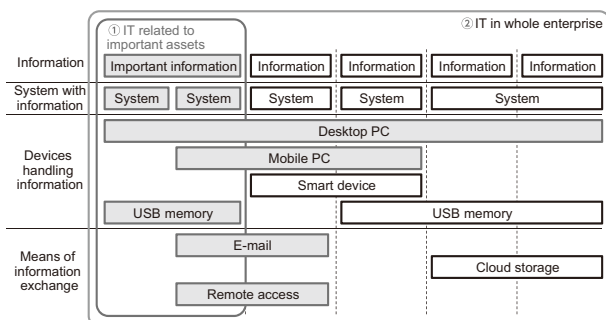 ① IT related to
important assets
② IT in whole enterprise
Information
Important information
Information
Information
Information
Information
System with
information
System
System
System
System
System
Devices
handling
information
Desktop PC
Mobile PC
Smart device
USB memory
USB memory
Means of
information
exchange
E-mail
Cloud storage
Remote access